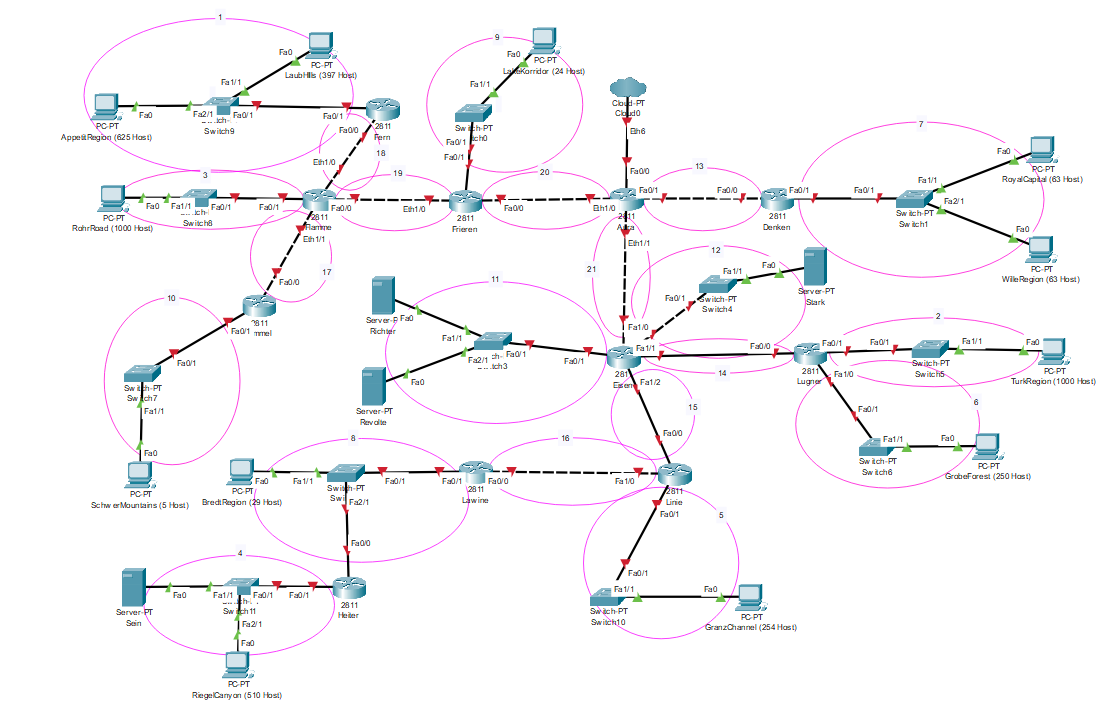 1
Fa0
PC-PT
LaubHills (397 Host)
Fa1/1
Fa0
PC-PT
AppettRegion (625 Host)
Fa2/1
Fa0/1
Switch9
Fa0/1
2811
Fern
Fa0/0
18
Eth1/0
9
Fa0
PC-PT
LakeKorridor (24 Host)
Fa1/1
Switch-PT
Fa0/1
Fa0/1
Cloud-PT
Cloud0
Eth6
Fa0/0
7
Fa0
PC-PT
RoyalCapital (63 Host)
Fa1/1
Fa2/1
Switch-PT
Switch1
Fa0
PC-PT
WilleRegion (63 Host)
3
PC-PT
RohrRoad (1000 Host)
Fa0
Fa1/1
Fa0/1
Switch8
Fa0/1
Fa0/0
2811
Eth1/1
19
Eth1/0
2811
Frieren
Fa0/0
20
Eth1/0
Fa0/1
Eth1/1
13
Fa0/0
2811
Denken
Fa0/1
Fa0/1
17
Fa0/0
2811
Fa0/1
10
Fa0/1
Switch-PT
Switch7
Fa1/1
Fa0
PC-PT
SchwerMountains (5 Host)
21
12
Fa1/1
Fa0
Server-PT
Stark
Switch-PT
Switch4
Fa0/1
11
Fa0
Richter
Fa1/1
Fa2/1
Fa0/1
Fa0
Server-PT
Revolte
Fa0/1
Fa1/0
Fa1/1
Fa1/2
14
Fa0/0
2811
Lugner
Fa0/1
Fa1/0
2
Fa0/1
Switch-PT
Switch5
Fa1/1
Fa0
PC-PT
TurkRegion (1000 Host)
6
Fa0/1
Fa1/1
Switch-PT
Switch6
Fa0
PC-PT
GrobeForest (250 Host)
15
Fa0/0
8
PC-PT
BredtRegion (29 Host)
Fa0
Fa1/1
Switch-PT
Fa2/1
Fa0/1
Fa0/1
2811
Lawine
Fa0/0
16
Fa1/0
2811
Linie
Fa0/1
Fa0/0
2811
Heiter
Fa0/1
4
Server-PT
Sein
Fa0
Fa1/1
Fa0/1
Switch11
Fa2/1
Fa0
PC-PT
RiegelCanyon (510 Host)
5
Fa0/1
Fa1/1
Switch-PT
Switch10
Fa0
PC-PT
GranzChannel (254 Host)